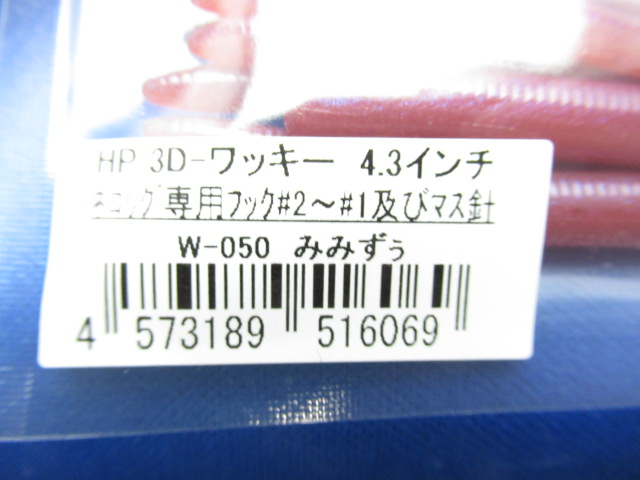 HP 3D-ワッキー 4.3インチ
ネコリグ専用フック#2～#1及びマス針
W-050 みみずぅ
4 573189 516069